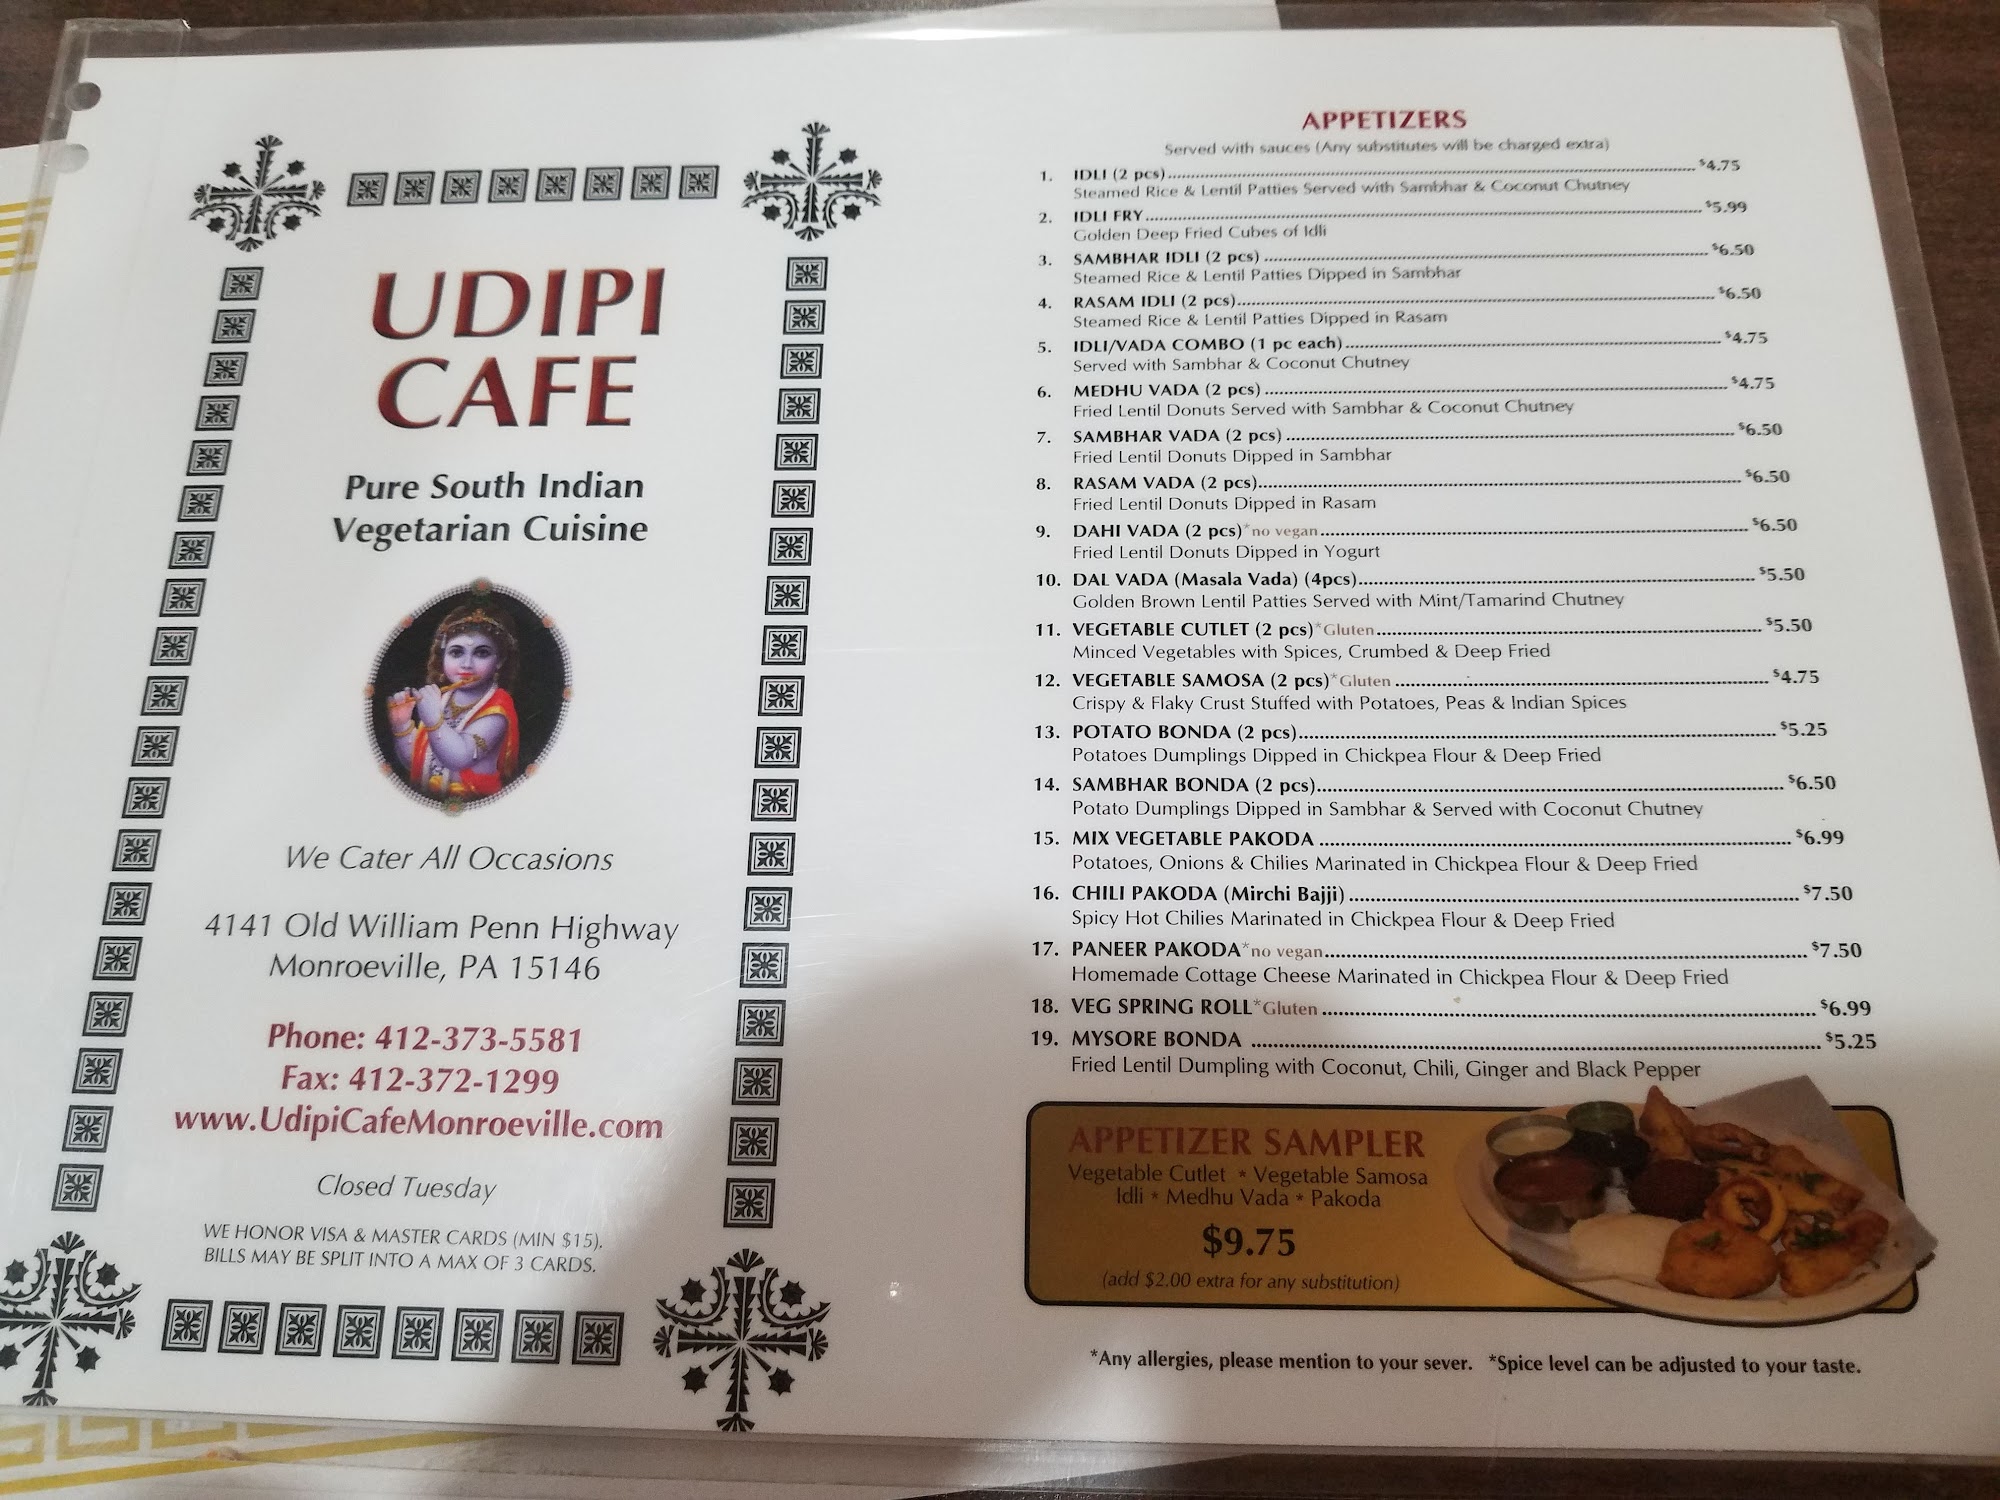 UDIPI
CAFE
Pure South Indian
Vegetarian Cuisine
We Cater All Occasions
4141 Old William Penn Highway
Monroeville, PA 15146
Phone: 412-373-5581
Fax: 412-372-1299
www.UdipiCafeMonroeville.com
Closed Tuesday
WE HONOR VISA & MASTER CARDS (MIN $15).
BILLS MAY BE SPLIT INTO A MAX OF 3 CARDS.
APPETIZERS
Served with sauces (Any substitutes will be charged extra)
1. IDLI (2 pcs) $4.75
Steamed Rice & Lentil Patties Served with Sambhar & Coconut Chutney
2. IDLI FRY $5.99
Golden Deep Fried Cubes of Idli
3. SAMBHAR IDLI (2 pcs) $6.50
Steamed Rice & Lentil Patties Dipped in Sambhar
4. RASAM IDLI (2 pcs) $6.50
Steamed Rice & Lentil Patties Dipped in Rasam
5. IDLI/VADA COMBO (1 pc each) $4.75
Served with Sambhar & Coconut Chutney
6. MEDHU VADA (2 pcs) $4.75
Fried Lentil Donuts Served with Sambhar & Coconut Chutney
7. SAMBHAR VADA (2 pcs) $6.50
Fried Lentil Donuts Dipped in Sambhar
8. RASAM VADA (2 pcs) $6.50
Fried Lentil Donuts Dipped in Rasam
9. DAHI VADA (2 pcs)*no vegan $6.50
Fried Lentil Donuts Dipped in Yogurt
10. DAL VADA (Masala Vada) (4pcs) $5.50
Golden Brown Lentil Patties Served with Mint/Tamarind Chutney
11. VEGETABLE CUTLET (2 pcs)*Gluten $5.50
Minced Vegetables with Spices, Crumbed & Deep Fried
12. VEGETABLE SAMOSA (2 pcs)*Gluten $4.75
Crispy & Flaky Crust Stuffed with Potatoes, Peas & Indian Spices
13. POTATO BONDA (2 pcs) $5.25
Potatoes Dumplings Dipped in Chickpea Flour & Deep Fried
14. SAMBHAR BONDA (2 pcs) $6.50
Potato Dumplings Dipped in Sambhar & Served with Coconut Chutney
15. MIX VEGETABLE PAKODA $6.99
Potatoes, Onions & Chilies Marinated in Chickpea Flour & Deep Fried
16. CHILI PAKODA (Mirchi Bajji) $7.50
Spicy Hot Chilies Marinated in Chickpea Flour & Deep Fried
17. PANEER PAKODA*no vegan $7.50
Homemade Cottage Cheese Marinated in Chickpea Flour & Deep Fried
18. VEG SPRING ROLL*Gluten $6.99
19. MYSORE BONDA $5.25
Fried Lentil Dumpling with Coconut, Chili, Ginger and Black Pepper
APPETIZER SAMPLER
Vegetable Cutlet * Vegetable Samosa
Idli * Medhu Vada * Pakoda
$9.75
(add $2.00 extra for any substitution)
*Any allergies, please mention to your sever. *Spice level can be adjusted to your taste.